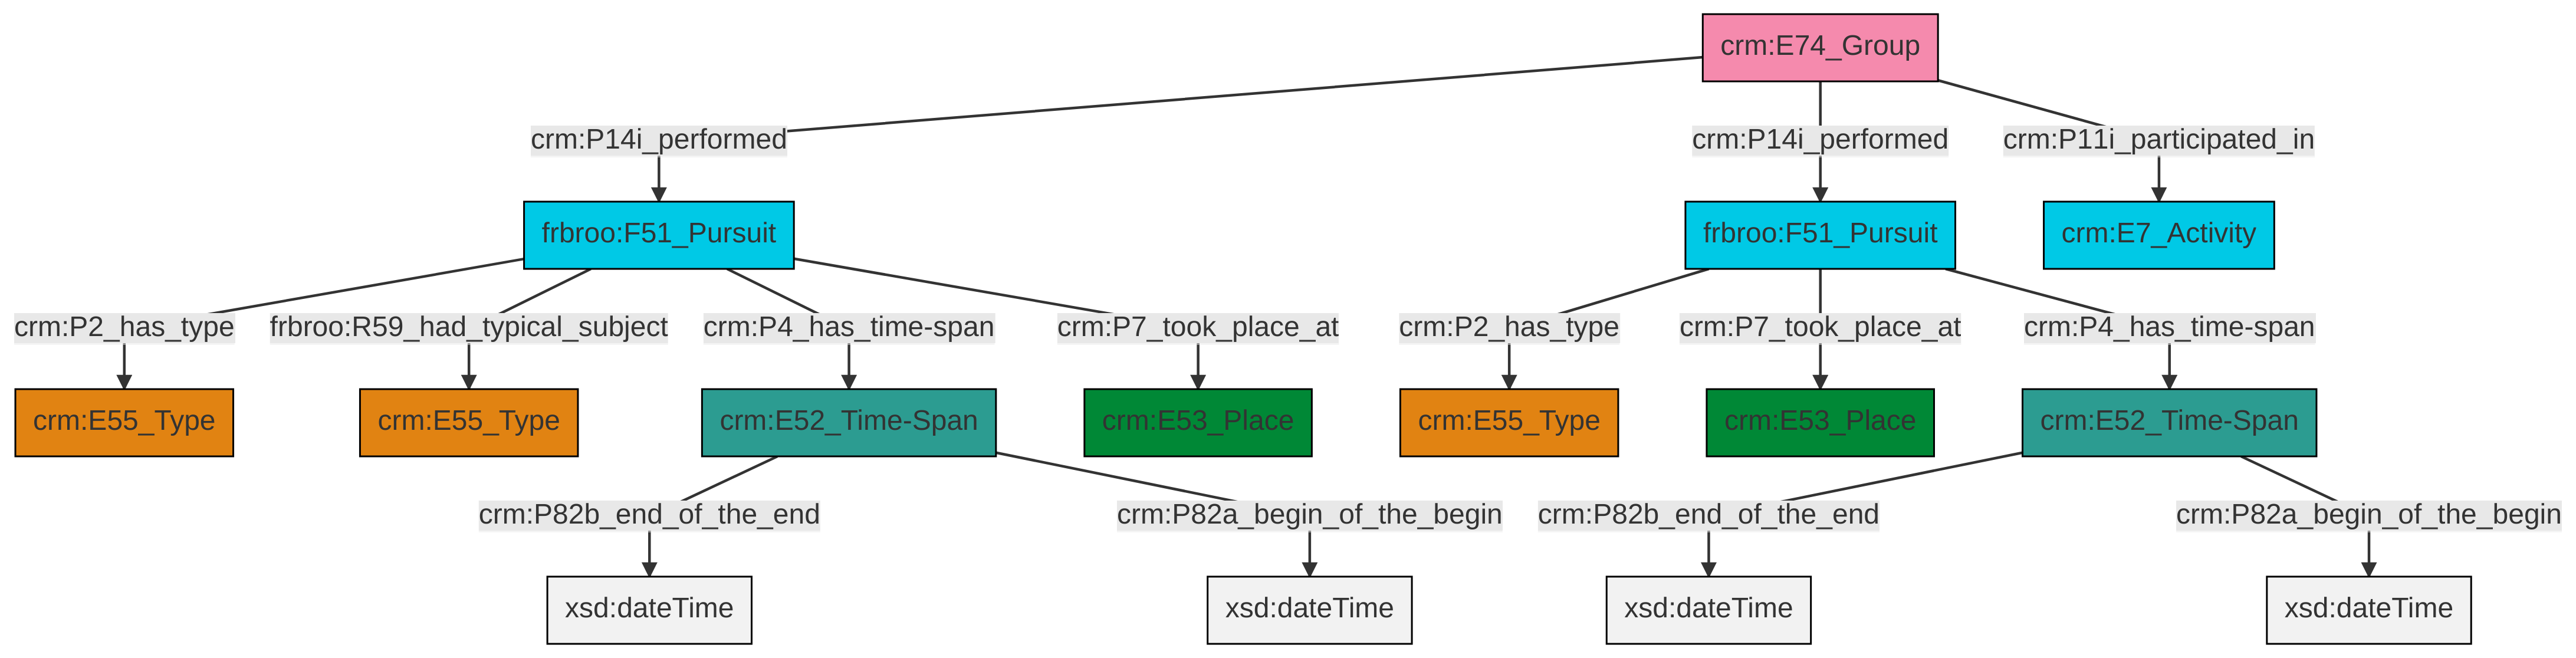 crm:E74_Group
crm:P14i_performed
crm:P14i_performed
crm:P11i_participated_in
frbroo:F51_Pursuit
frbroo:F51_Pursuit
crm:E7_Activity
crm:P2_has_type
frbroo:R59_had_typical_subject
crm:P4_has_time-span
crm:P7_took_place_at
crm:P2_has_type
crm:P7_took_place_at
crm:P4_has_time-span
crm:E55_Type
crm:E55_Type
crm:E52_Time-Span
crm:E53_Place
crm:E55_Type
crm:E53_Place
crm:E52_Time-Span
crm:P82b_end_of_the_end
crm:P82a_begin_of_the_begin
crm:P82b_end_of_the_end
crm:P82a_begin_of_the_begin
xsd:dateTime
xsd:dateTime
xsd:dateTime
xsd:dateTime